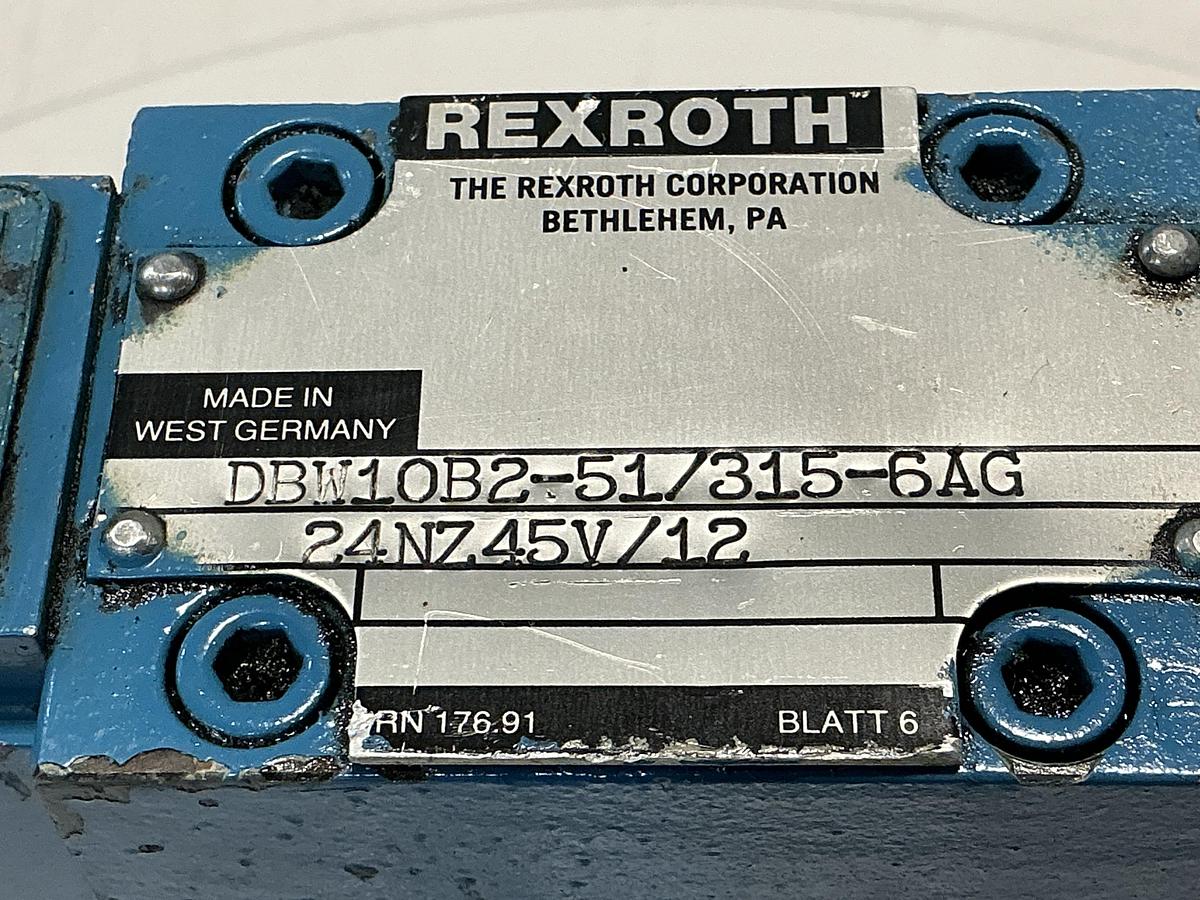 REXROTH
THE REXROTH CORPORATION
BETHLEHEM, PA
MADE IN
WEST GERMANY
DBW10B2-51/315-6AG
24NZ45V/12
RN 176.91
BLATT 6